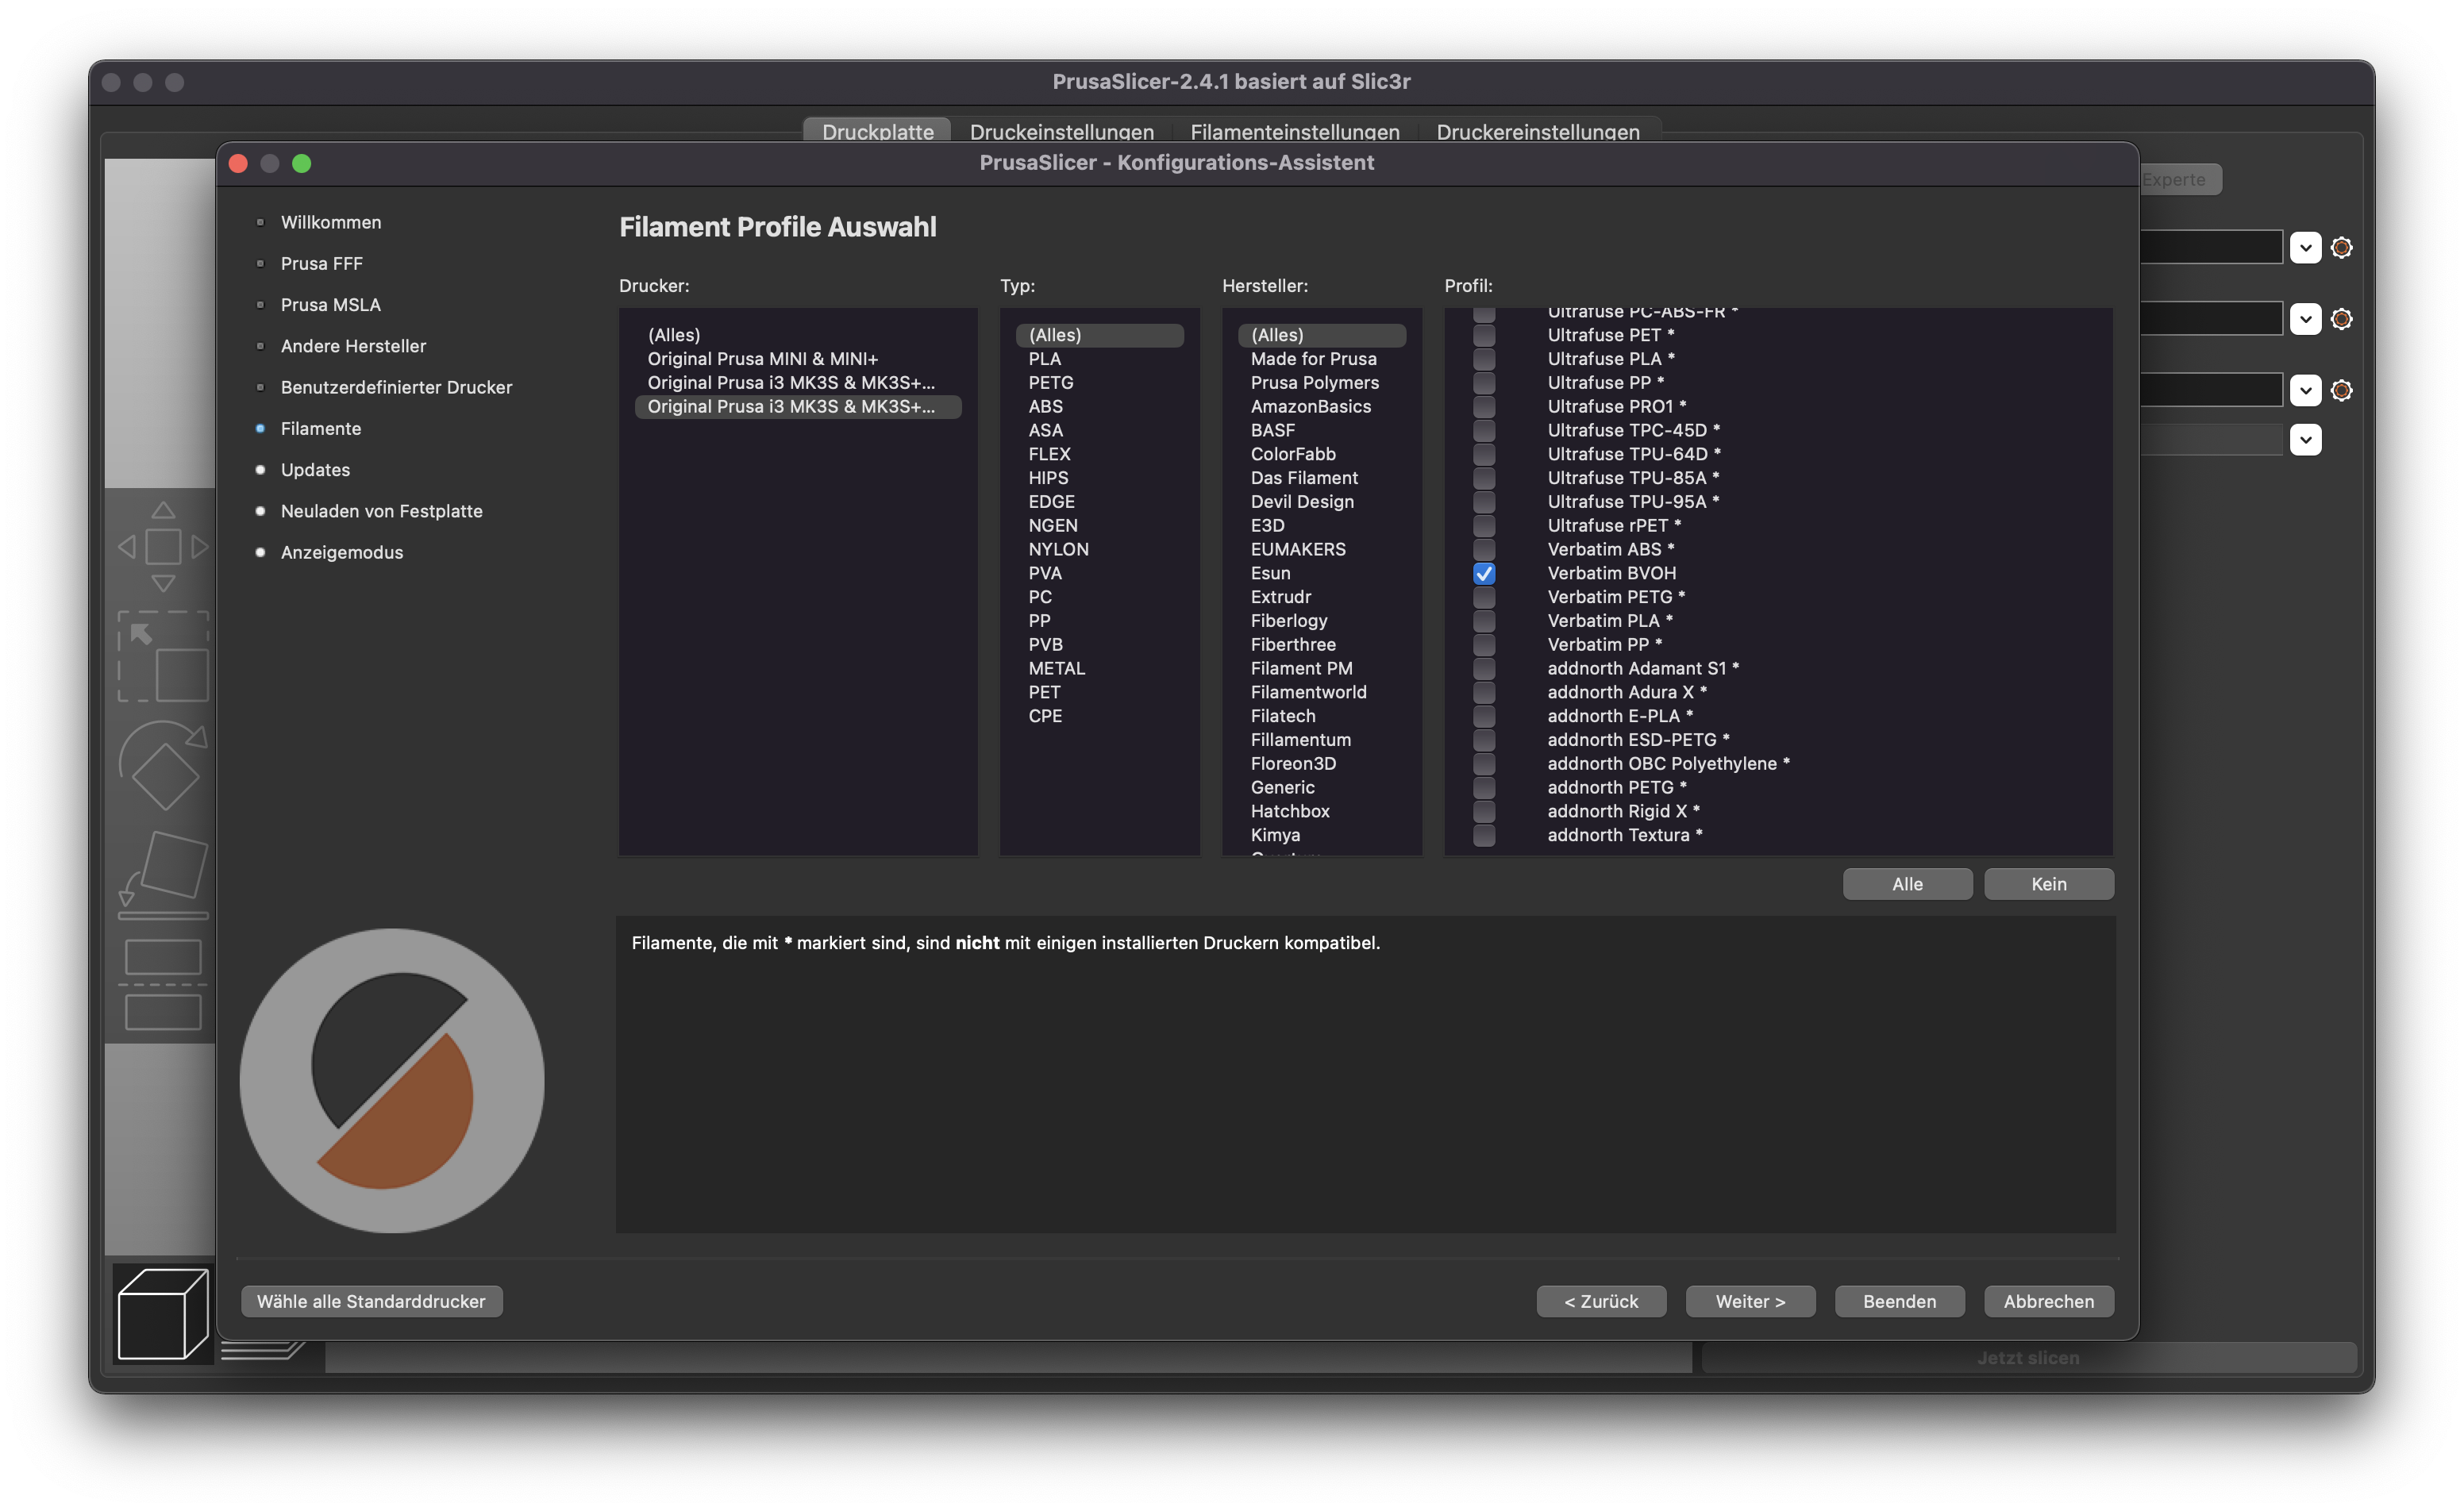 PrusaSlicer-2.4.1 basiert auf Slic3r
Druckplatte
Druckeinstellungen
Filamenteinstellungen
Druckereinstellungen
Experte
PrusaSlicer - Konfigurations-Assistent
Willkommen
Prusa FFF
Prusa MSLA
Andere Hersteller
Benutzerdefinierter Drucker
Filamente
Updates
Neuladen von Festplatte
Anzeigemodus
Filament Profile Auswahl
Drucker:
(Alles)
Original Prusa MINI & MINI+
Original Prusa i3 MK3S & MK3S+...
Original Prusa i3 MK3S & MK3S+...
Typ:
(Alles)
PLA
PETG
ABS
ASA
FLEX
HIPS
EDGE
NGEN
NYLON
PVA
PC
PP
PVB
METAL
PET
CPE
Hersteller:
(Alles)
Made for Prusa
Prusa Polymers
AmazonBasics
BASF
ColorFabb
Das Filament
Devil Design
E3D
EUMAKERS
Esun
Extrudr
Fiberlogy
Fiberthree
Filament PM
Filamentworld
Filatech
Fillamentum
Floreon3D
Generic
Hatchbox
Kimya
Profil:
Ultrafuse PC-ABS-FR *
Ultrafuse PET *
Ultrafuse PLA *
Ultrafuse PP *
Ultrafuse PRO1 *
Ultrafuse TPC-45D *
Ultrafuse TPU-64D *
Ultrafuse TPU-85A *
Ultrafuse TPU-95A *
Ultrafuse rPET *
Verbatim ABS *
Verbatim BVOH
Verbatim PETG *
Verbatim PLA *
Verbatim PP *
addnorth Adamant S1 *
addnorth Adura X *
addnorth E-PLA *
addnorth ESD-PETG *
addnorth OBC Polyethylene *
addnorth PETG *
addnorth Rigid X *
addnorth Textura *
Alle
Kein
Filamente, die mit * markiert sind, sind nicht mit einigen installierten Druckern kompatibel.
Wähle alle Standarddrucker
< Zurück
Weiter >
Beenden
Abbrechen
Jetzt slicen